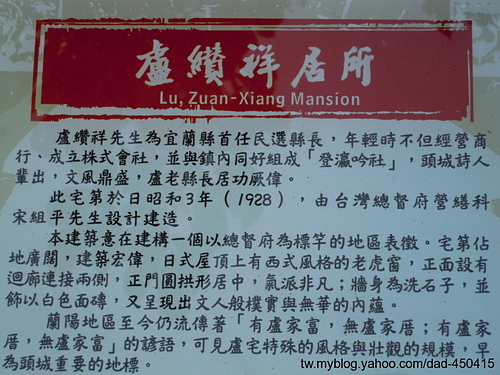 盧纘祥居所
Lu, Zuan-Xiang Mansion
盧纘祥先生為宜蘭縣首任民選縣長，年輕時不但經營商
行、成立株式會社，並與鎮內同好組成「登瀛吟社」，頭城詩人
輩出，文風鼎盛，盧老縣長居功厥偉。
此宅第於日昭和3年（1928），由台灣總督府營繕科
宋組平先生設計建造。
本建築意在建構一個以總督府為標竿的地區表徵。宅第佔
地廣闊，建築宏偉，日式屋頂上有西式風格的老虎窗，正面設有
迴廊連接兩側，正門圓拱形居中，氣派非凡；牆身為洗石子，並
飾以白色面磚，又呈現出文人般樸實與無華的內蘊。
蘭陽地區至今仍流傳著「有盧家富，無盧家厝；有盧家
厝，無盧家富」的諺語，可見盧宅特殊的風格與壯觀的規模，早
為頭城重要的地標。
tw.myblog.yahoo.com/dad-450415